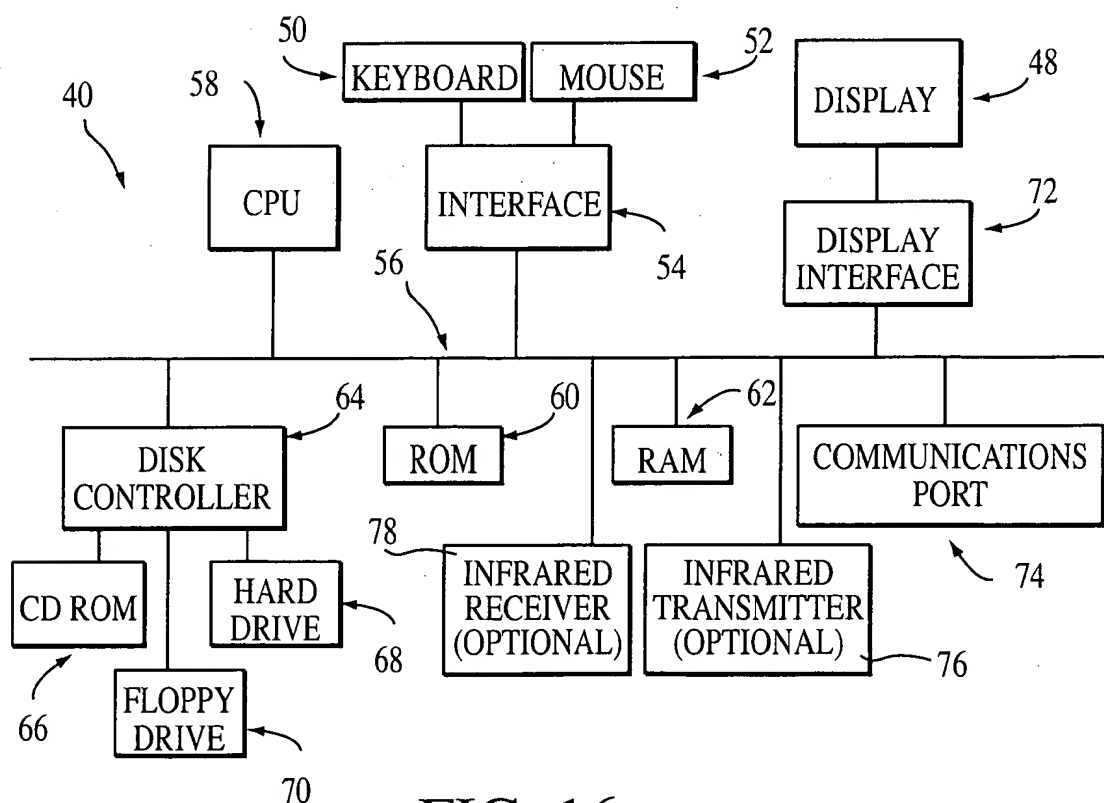 50
KEYBOARD
MOUSE
52
48
DISPLAY
58
40
CPU
INTERFACE
54
72
DISPLAY
INTERFACE
56
64
DISK
CONTROLLER
60
ROM
62
RAM
COMMUNICATIONS
PORT
74
CD ROM
66
HARD
DRIVE
68
FLOPPY
DRIVE
70
78
INFRARED
RECEIVER
(OPTIONAL)
INFRARED
TRANSMITTER
(OPTIONAL)
76